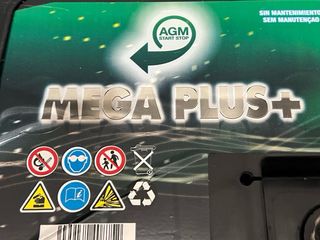 AGM
START STOP
SIN MANTENIMIENTO
SEM MANUTENÇÃO
MEGA PLUS+